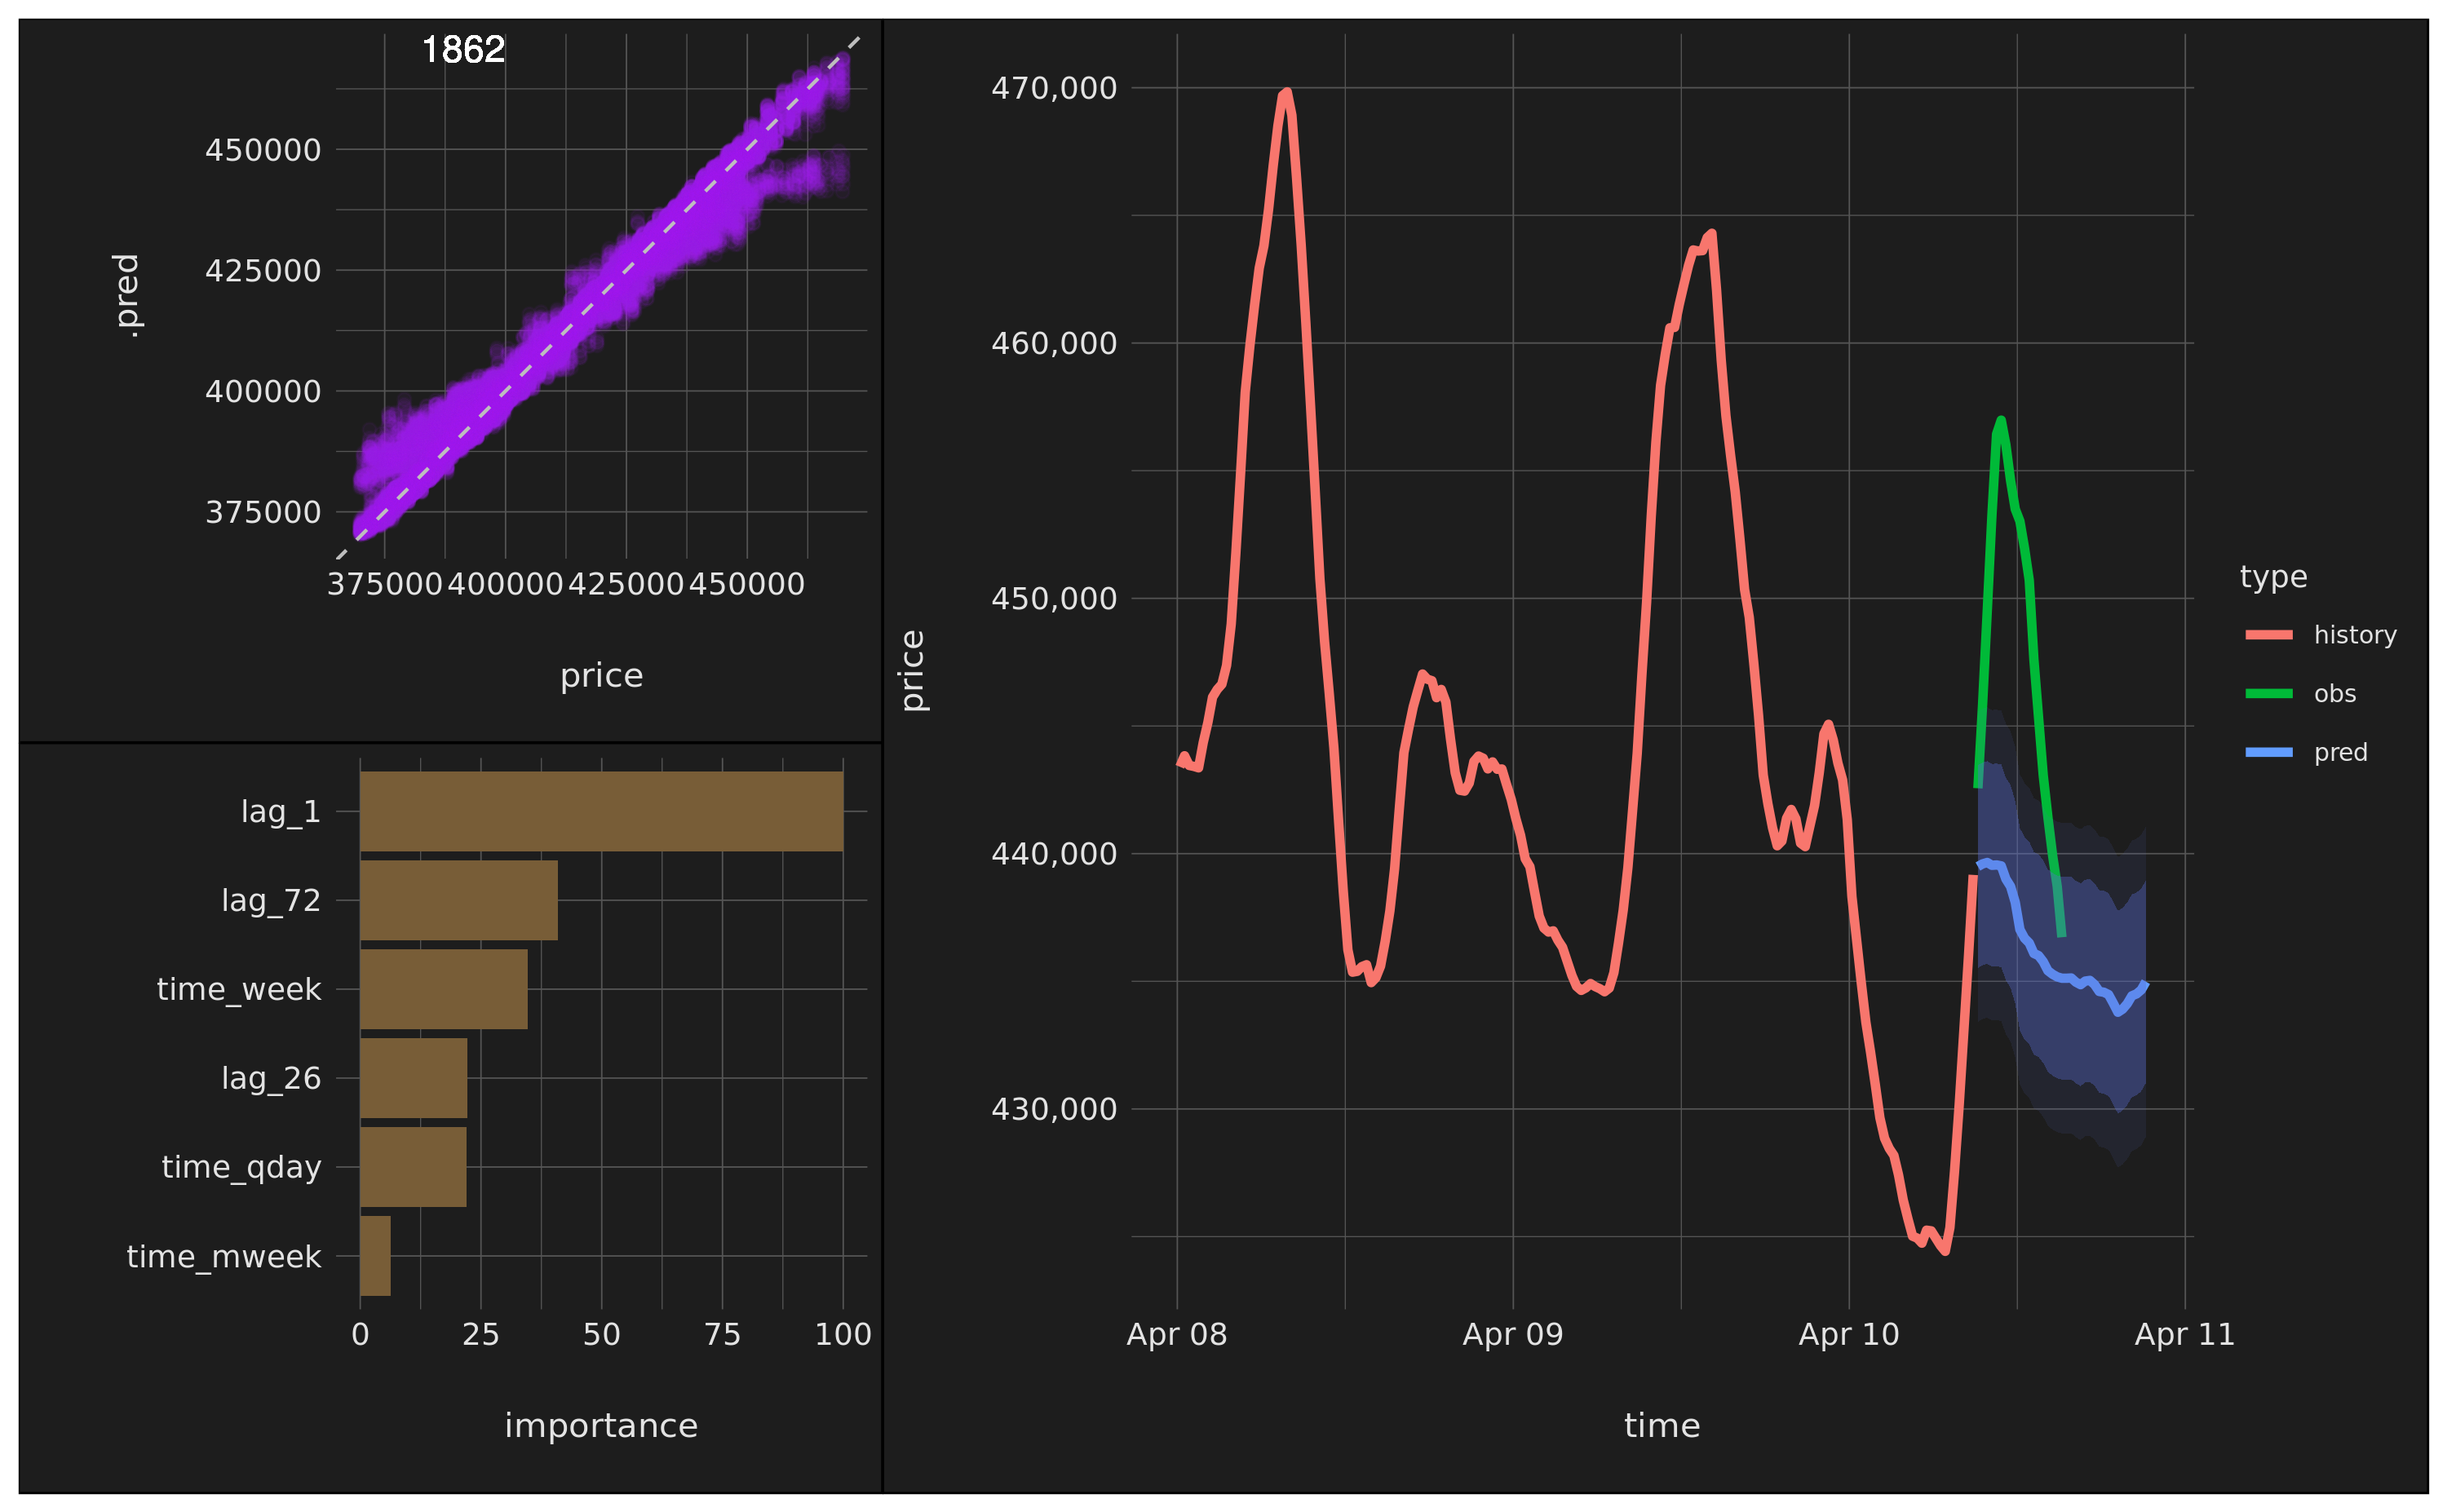 1862
450000
425000
400000
375000
.pred
375000 400000 425000 450000
price
lag_1
lag_72
time_week
lag_26
time_qday
time_mweek
0 25 50 75 100
importance
470,000
460,000
450,000
440,000
430,000
price
Apr 08 Apr 09 Apr 10 Apr 11
time
type
history
obs
pred